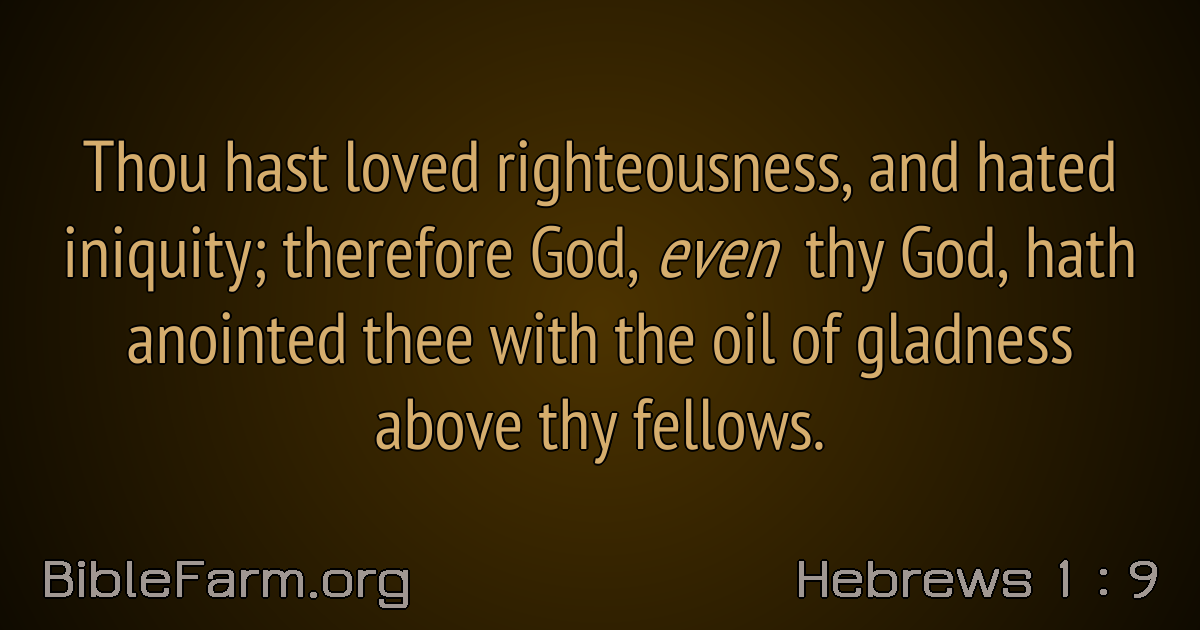 Thou hast loved righteousness, and hated
iniquity; therefore God, even thy God, hath
anointed thee with the oil of gladness
above thy fellows.
BibleFarm.org
Hebrews 1 : 9